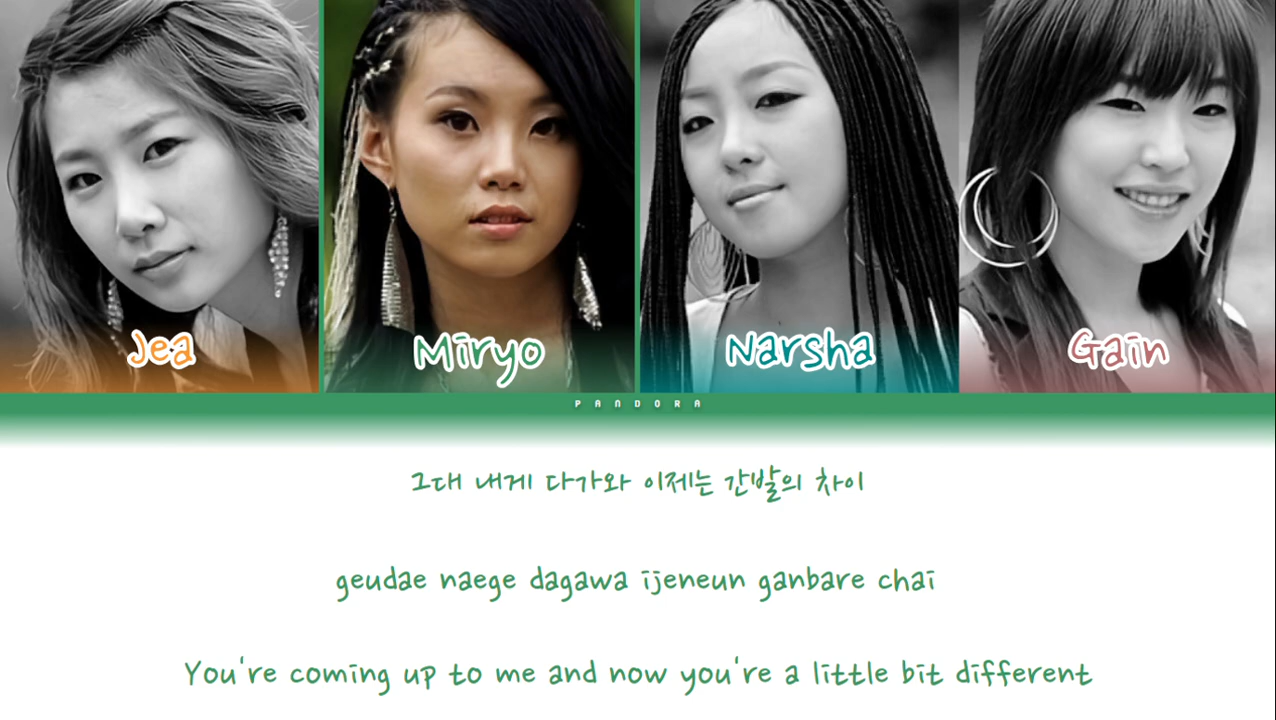 Jea
Miryo
Narsha
Gain
PANDORA
그대 내게 다가와 이제는 간발의 차이
geudae naege dagawa ijeneun ganbare chai
You're coming up to me and now you're a little bit different